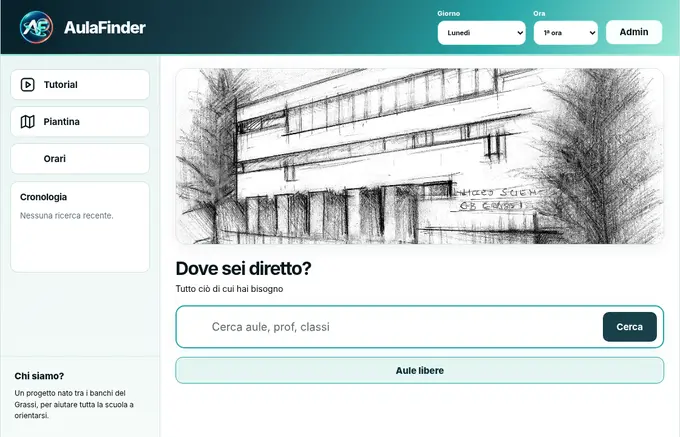 AulaFinder
Giorno
Lunedì
Ora
1ª ora
Admin
Tutorial
Piantina
Orari
Cronologia
Nessuna ricerca recente.
Dove sei diretto?
Tutto ciò di cui hai bisogno
Cerca aule, prof, classi
Cerca
Aule libere
Chi siamo?
Un progetto nato tra i banchi del
Grassi, per aiutare tutta la scuola a
orientarsi.